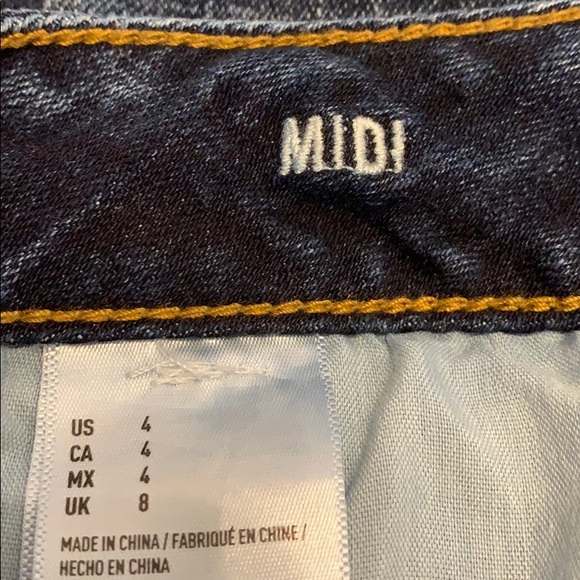 MIDI
US 4
CA 4
MX 4
UK 8
MADE IN CHINA / FABRIQUÉ EN CHINE /
HECHO EN CHINA